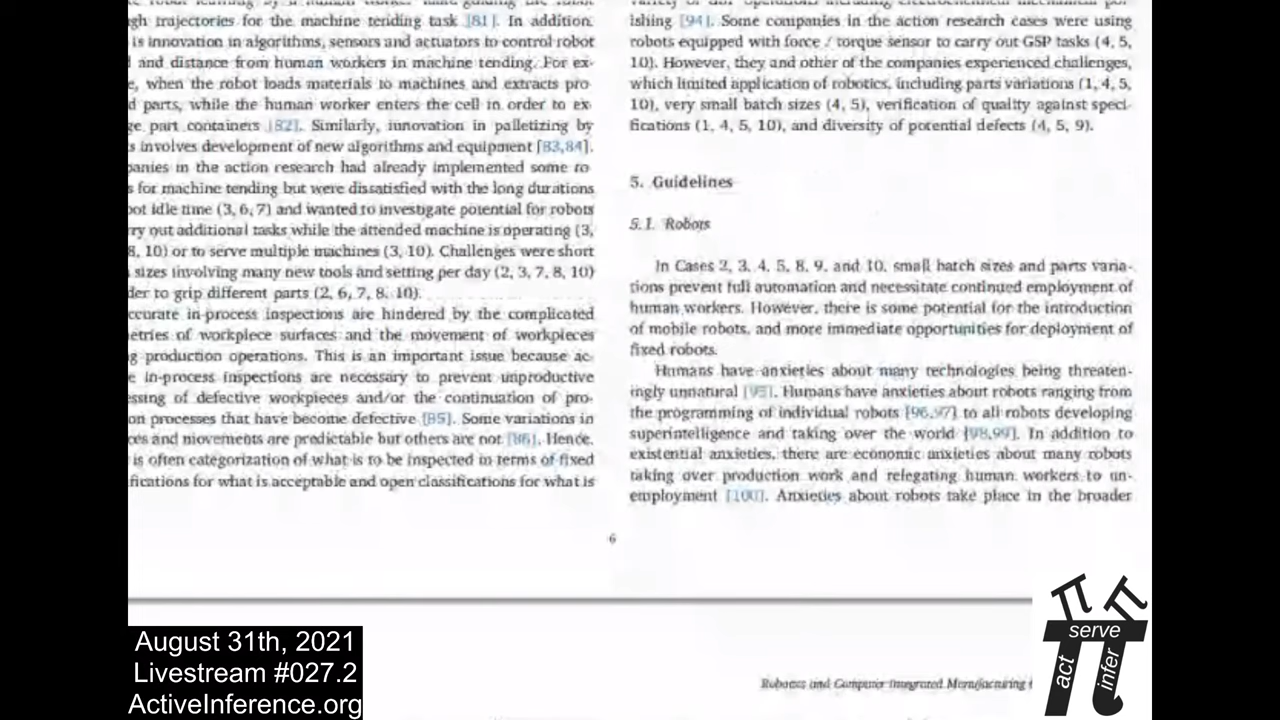 gh trajectories for the machine tending task [81]. In addition,
is innovation in algorithms, sensors and actuators to control robot
and distance from human workers in machine tending. For ex-
, when the robot loads materials to machines and extracts pro-
d parts, while the human worker enters the cell in order to ex-
ge part containers [82]. Similarly, innovation in palletizing by
s involves development of new algorithms and equipment [83,84].
panies in the action research had already implemented some ro-
s for machine tending but were dissatisfied with the long durations
bot idle time (3, 6, 7) and wanted to investigate potential for robots
rry out additional tasks while the attended machine is operating (3,
8, 10) or to serve multiple machines (3, 10). Challenges were short
sizes involving many new tools and setting per day (2, 3, 7, 8, 10)
der to grip different parts (2, 6, 7, 8, 10).
ccurate in-process inspections are hindered by the complicated
etries of workpiece surfaces and the movement of workpieces
g production operations. This is an important issue because ac-
e in-process inspections are necessary to prevent unproductive
essing of defective workpieces and/or the continuation of pro-
on processes that have become defective [85]. Some variations in
ces and movements are predictable but others are not [86]. Hence,
is often categorization of what is to be inspected in terms of fixed
ifications for what is acceptable and open classifications for what is
ishing [94]. Some companies in the action research cases were using
robots equipped with force / torque sensor to carry out GSP tasks (4, 5,
10). However, they and other of the companies experienced challenges,
which limited application of robotics, including parts variations (1, 4, 5,
10), very small batch sizes (4, 5), verification of quality against speci-
fications (1, 4, 5, 10), and diversity of potential defects (4, 5, 9).
5. Guidelines
5.1. Robots
In Cases 2, 3, 4, 5, 8, 9, and 10, small batch sizes and parts varia-
tions prevent full automation and necessitate continued employment of
human workers. However, there is some potential for the introduction
of mobile robots, and more immediate opportunities for deployment of
fixed robots.
Humans have anxieties about many technologies being threaten-
ingly unnatural [95]. Humans have anxieties about robots ranging from
the programming of individual robots [96,97] to all robots developing
superintelligence and taking over the world [98,99]. In addition to
existential anxieties, there are economic anxieties about many robots
taking over production work and relegating human workers to un-
employment [100]. Anxieties about robots take place in the broader
6
Robotics and Computer Integrated Manufacturing
August 31th, 2021
Livestream #027.2
ActiveInference.org
serve
act
infer